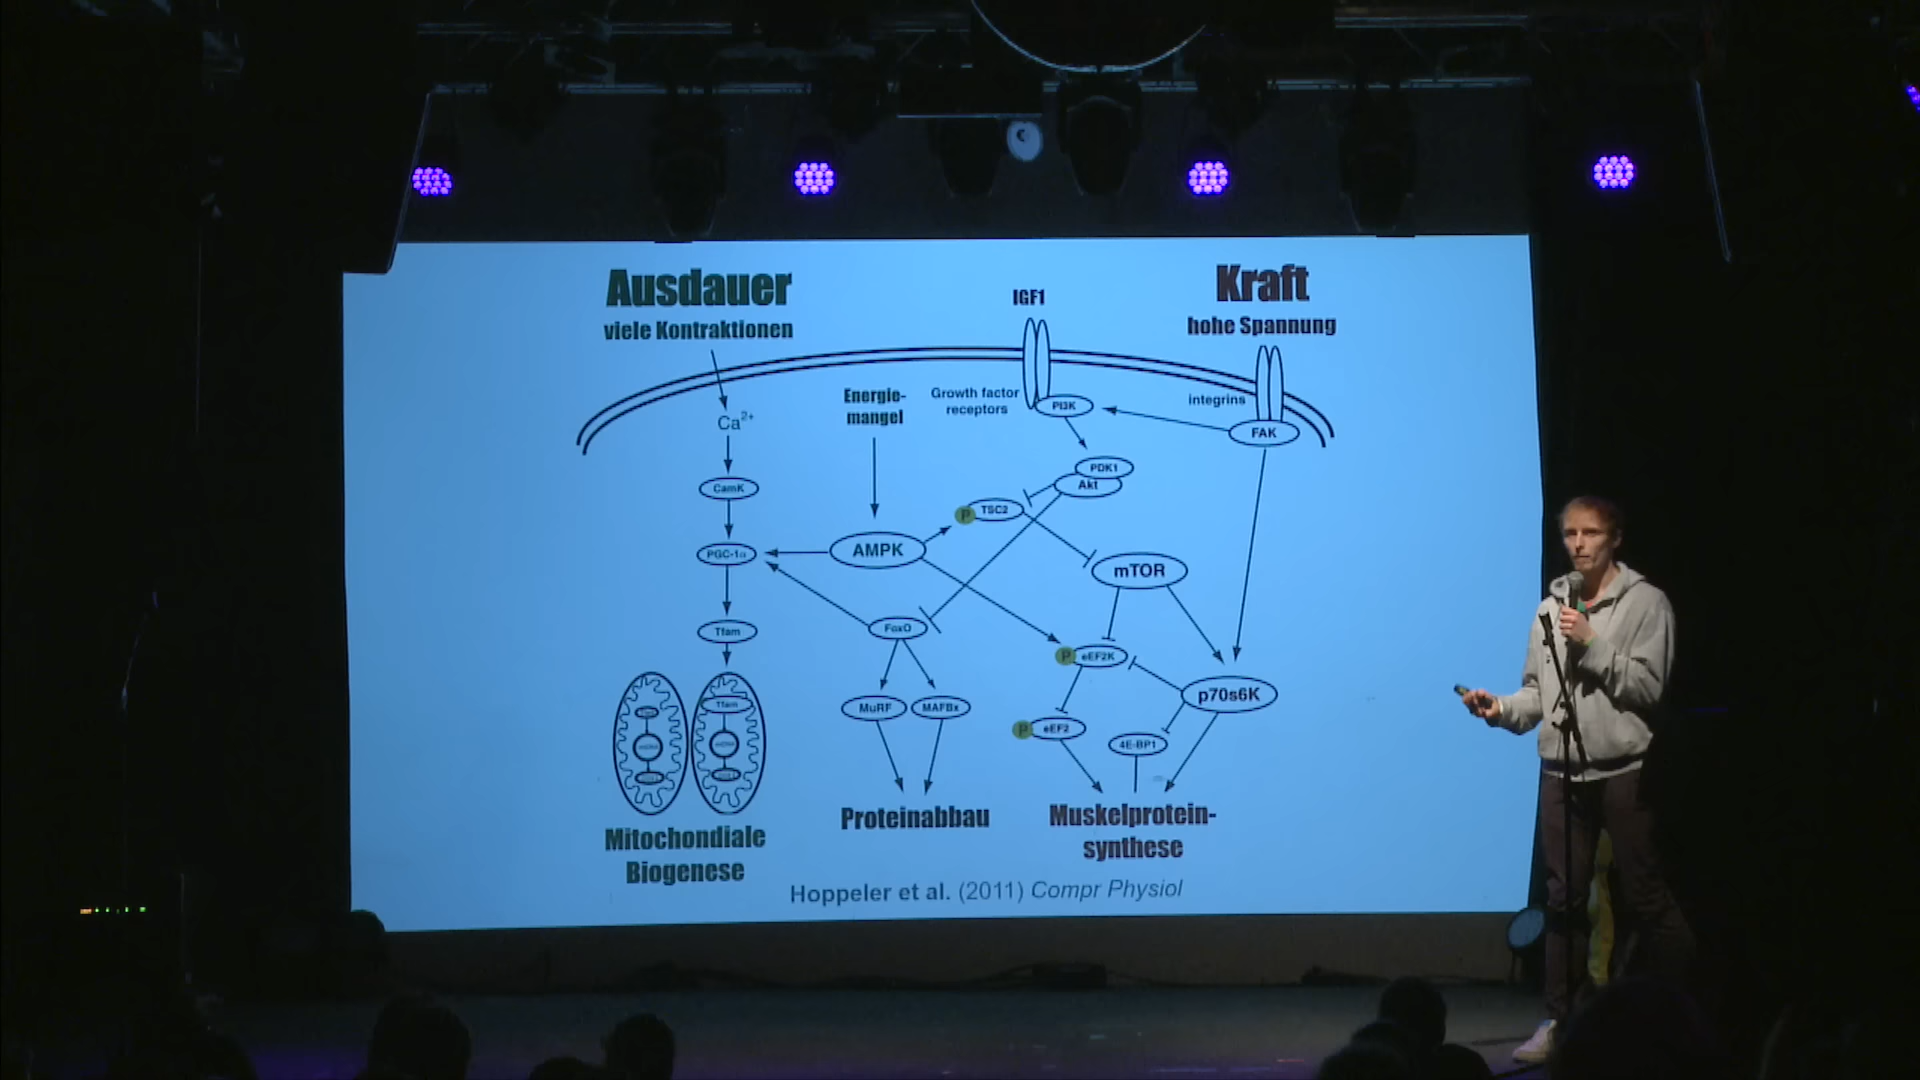 Ausdauer
viele Kontraktionen
IGF1
Kraft
hohe Spannung
Energie-
mangel
Growth factor
receptors
PI3K
integrins
FAK
Ca2+
CamK
PDK1
Akt
P
TSC2
PGC-1α
AMPK
mTOR
Tfam
FoxO
P
eEF2K
p70s6K
MuRF
MAFBx
Tfam
P
eEF2
4E-BP1
Mitochondiale
Biogenese
Proteinabbau
Muskelprotein-
synthese
Hoppeler et al. (2011) Compr Physiol